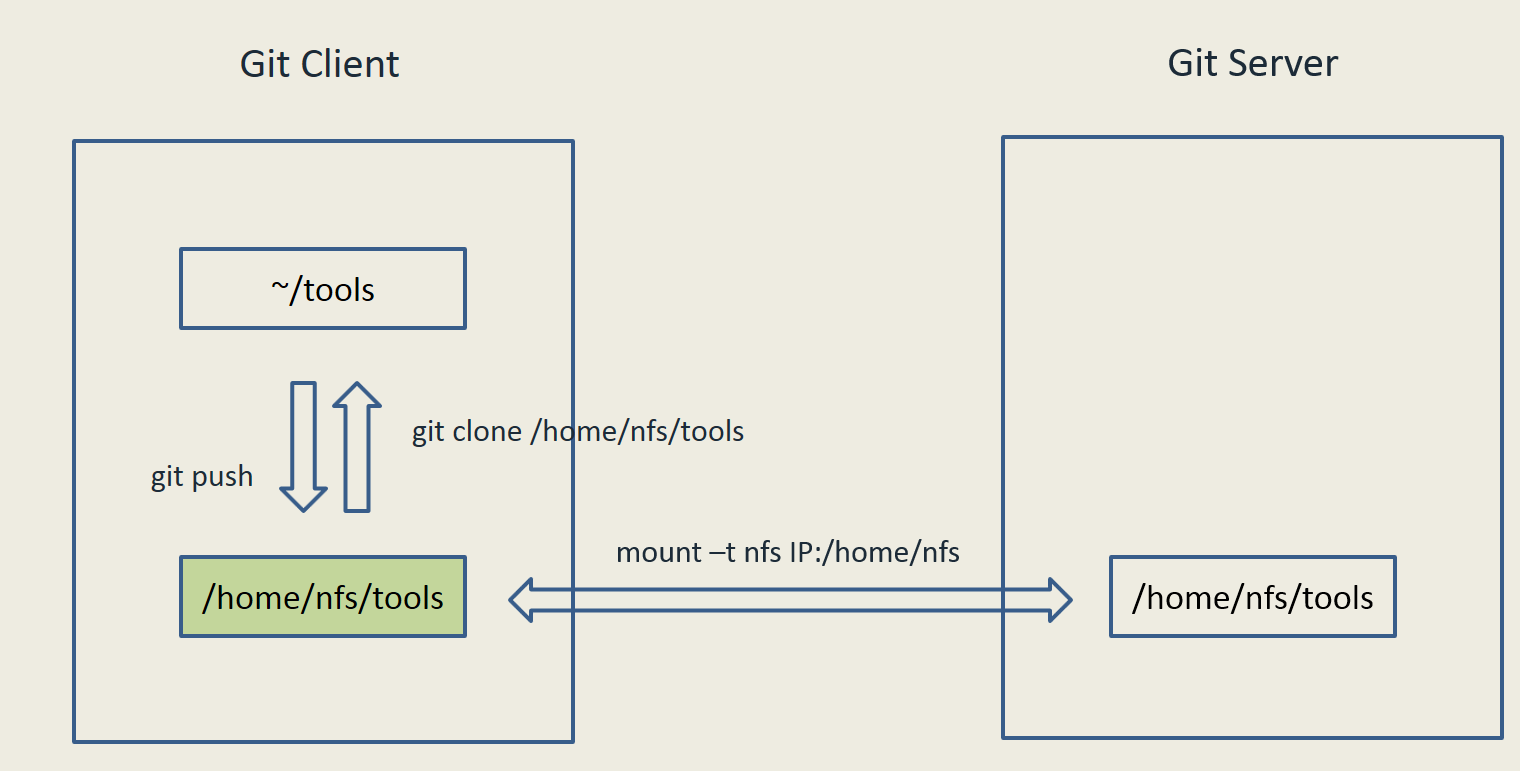 Git Client
Git Server
~/tools
git clone /home/nfs/tools
git push
mount –t nfs IP:/home/nfs
/home/nfs/tools
/home/nfs/tools